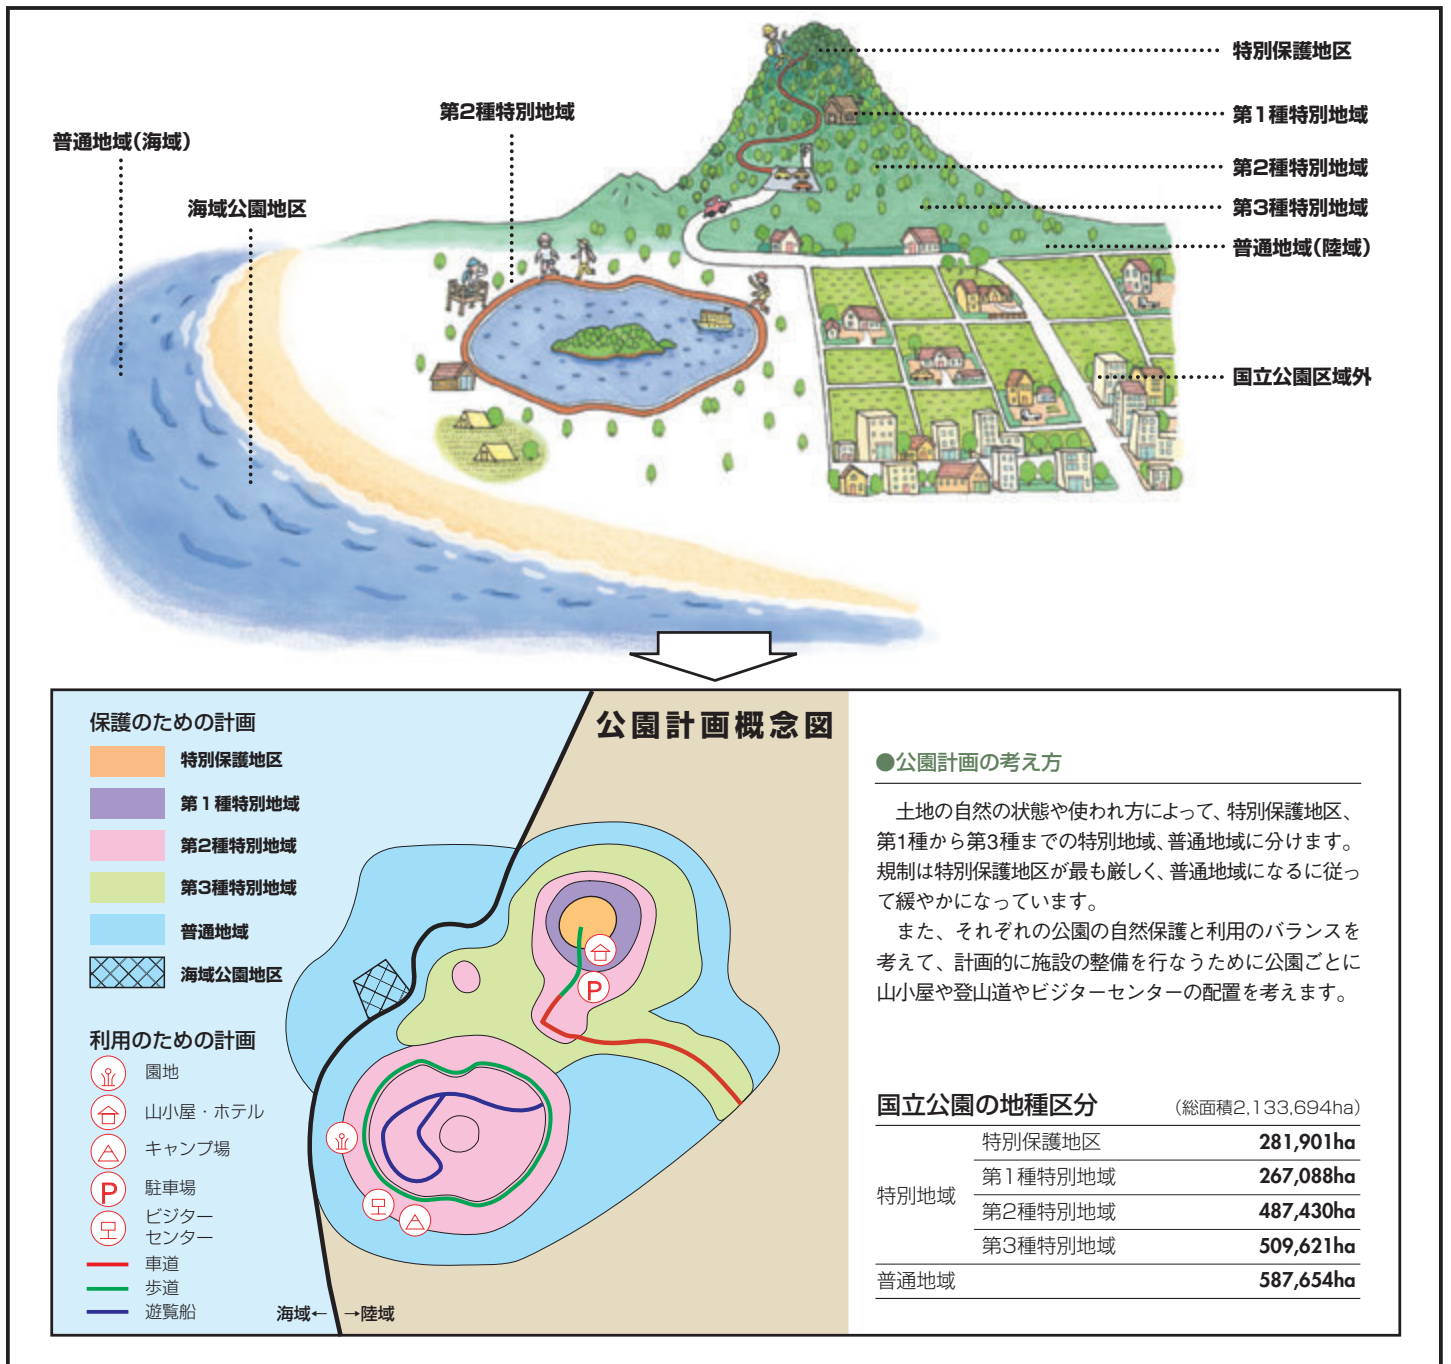 特別保護地区
第2種特別地域
第1種特別地域
普通地域(海域)
第2種特別地域
海域公園地区
第3種特別地域
普通地域(陸域)
国立公園区域外
公園計画概念図
保護のための計画
特別保護地区
第1種特別地域
第2種特別地域
第3種特別地域
普通地域
海域公園地区
利用のための計画
園地
山小屋・ホテル
キャンプ場
P 駐車場
ビジター
センター
車道
歩道
遊覧船
海域← →陸域
P
●公園計画の考え方
土地の自然の状態や使われ方によって、特別保護地区、
第1種から第3種までの特別地域、普通地域に分けます。
規制は特別保護地区が最も厳しく、普通地域になるに従っ
て緩やかになっています。
また、それぞれの公園の自然保護と利用のバランスを
考えて、計画的に施設の整備を行なうために公園ごとに
山小屋や登山道やビジターセンターの配置を考えます。
国立公園の地種区分 (総面積2,133,694ha)
特別地域
特別保護地区 281,901ha
第1種特別地域 267,088ha
第2種特別地域 487,430ha
第3種特別地域 509,621ha
普通地域 587,654ha